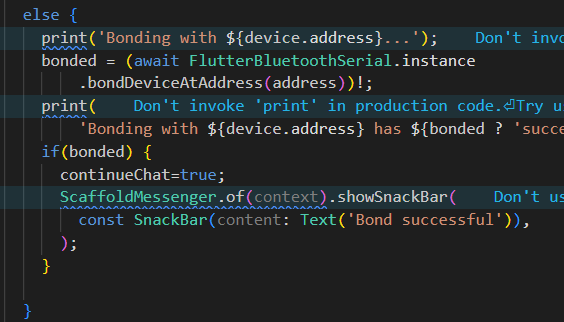 else {
print('Bonding with ${device.address}...');    Don't invo
bonded = (await FlutterBluetoothSerial.instance
.bondDeviceAtAddress(address))!;
print(    Don't invoke 'print' in production code.⏎Try u
'Bonding with ${device.address} has ${bonded ? 'succe
if(bonded) {
continueChat=true;
ScaffoldMessenger.of(context).showSnackBar(    Don't us
const SnackBar(content: Text('Bond successful')),
);
}
}